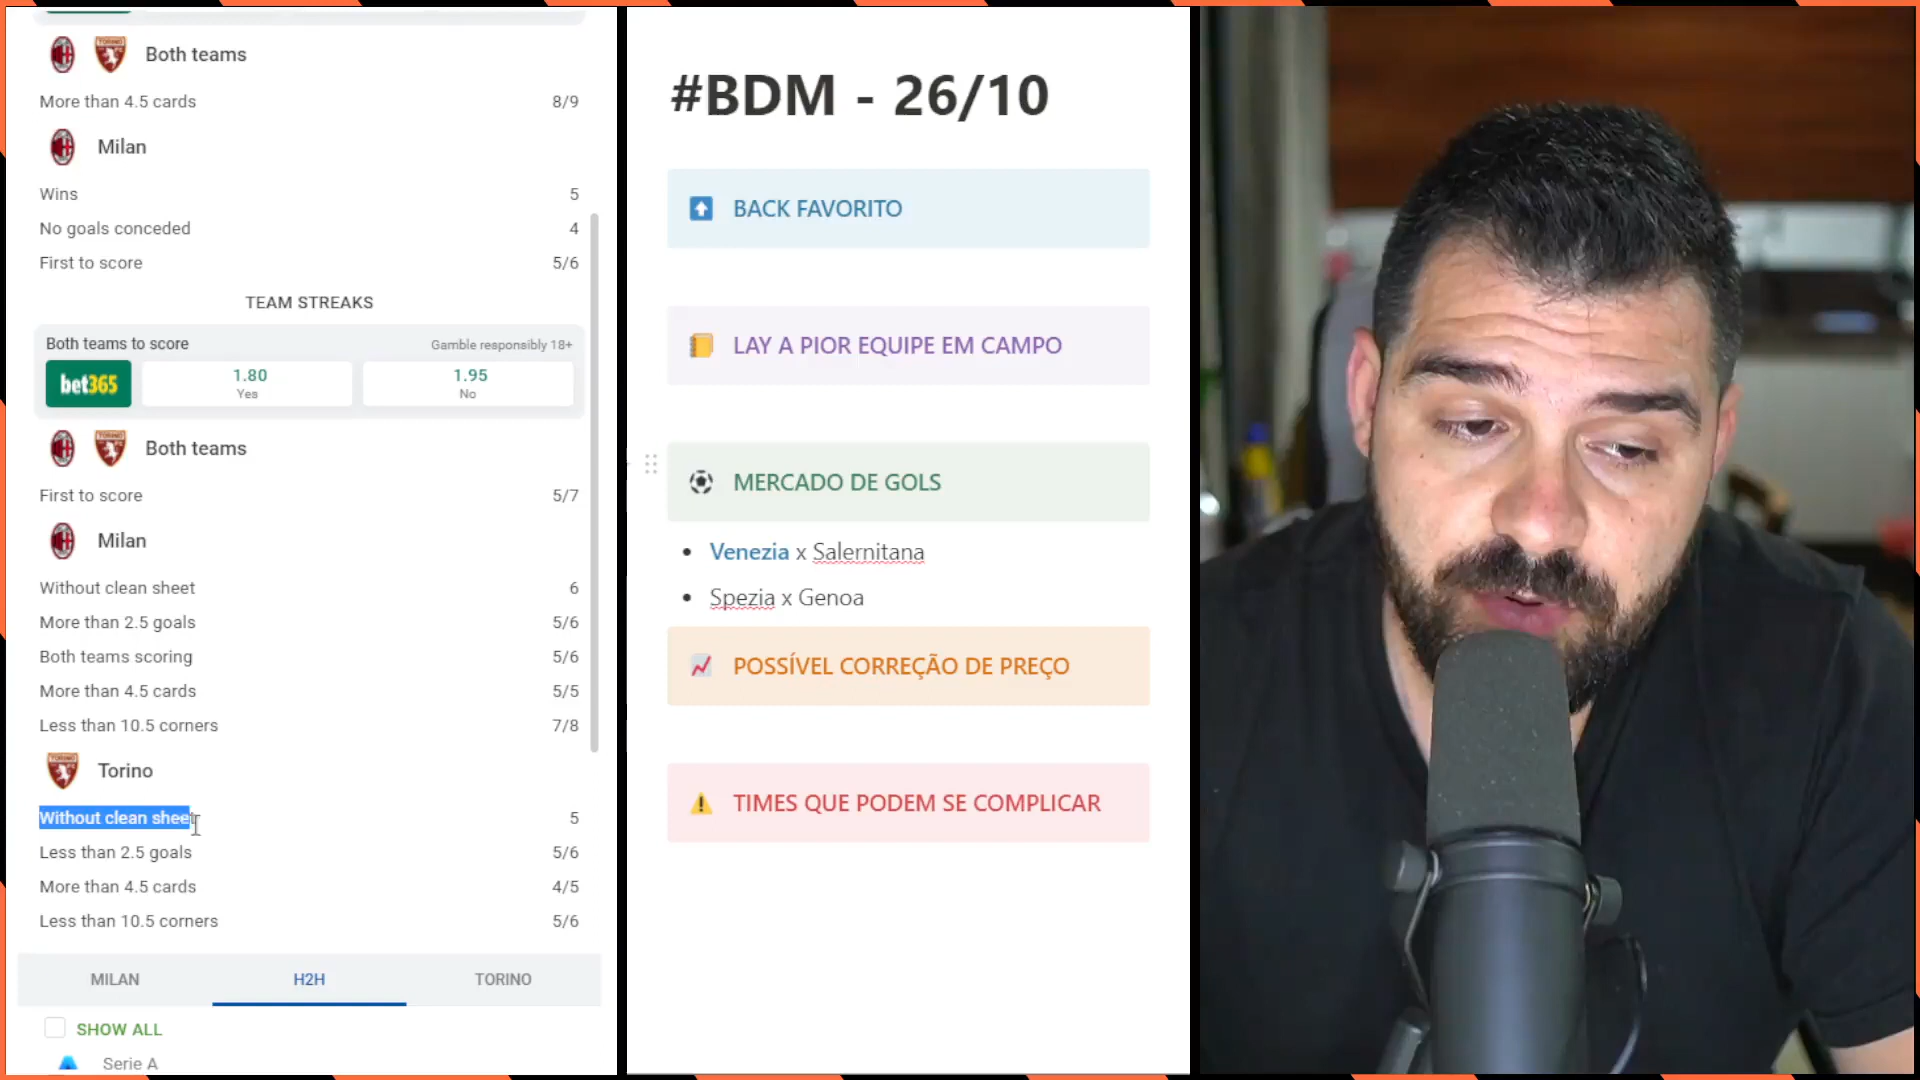 Both teams
More than 4.5 cards 8/9
Milan
Wins 5
No goals conceded 4
First to score 5/6
TEAM STREAKS
Both teams to score Gamble responsibly 18+
bet365 1.80 1.95
Yes No
Both teams
First to score 5/7
Milan
Without clean sheet 6
More than 2.5 goals 5/6
Both teams scoring 5/6
More than 4.5 cards 5/5
Less than 10.5 corners 7/8
Torino
Without clean sheet 5
Less than 2.5 goals 5/6
More than 4.5 cards 4/5
Less than 10.5 corners 5/6
MILAN H2H TORINO
SHOW ALL
Serie A
#BDM - 26/10
BACK FAVORITO
LAY A PIOR EQUIPE EM CAMPO
MERCADO DE GOLS
• Venezia x Salernitana
• Spezia x Genoa
POSSÍVEL CORREÇÃO DE PREÇO
TIMES QUE PODEM SE COMPLICAR